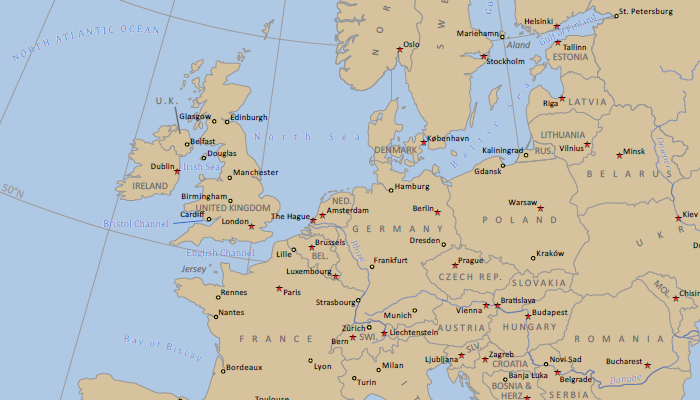 Helsinki
St. Petersburg
NORTH ATLANTIC OCEAN
Mariehamn
Gulf of Finland
Åland
Oslo
Tallinn
Stockholm
ESTONIA
U.K.
Riga
LATVIA
Glasgow
Edinburgh
North Sea
Baltic Sea
Belfast
København
LITHUANIA
DENMARK
Vilnius
Douglas
Kaliningrad
RUS.
Minsk
Dublin
Irish Sea
Manchester
Gdansk
BELARUS
IRELAND
Hamburg
50°N
Birmingham
NED.
UNITED KINGDOM
Amsterdam
Berlin
Warsaw
Cardiff
London
The Hague
POLAND
Kiev
Bristol Channel
GERMANY
UKR
Brussels
Dresden
English Channel
Lille
BEL.
Rhine
Kraków
Jersey
Luxembourg
Frankfurt
Prague
CZECH REP.
SLOVAKIA
Rennes
Paris
Strasbourg
MOL.
Chisin
Nantes
Munich
Vienna
Bratislava
Budapest
Zürich
AUSTRIA
HUNGARY
FRANCE
Bern
SWI.
Liechtenstein
ROMANIA
Bay of Biscay
SLV.
Ljubljana
Zagreb
Novi Sad
Bucharest
Lyon
Milan
CROATIA
Bordeaux
Turin
Banja Luka
Belgrade
Danube
BOSNIA &
HERZ.
SERBIA
Toulouse